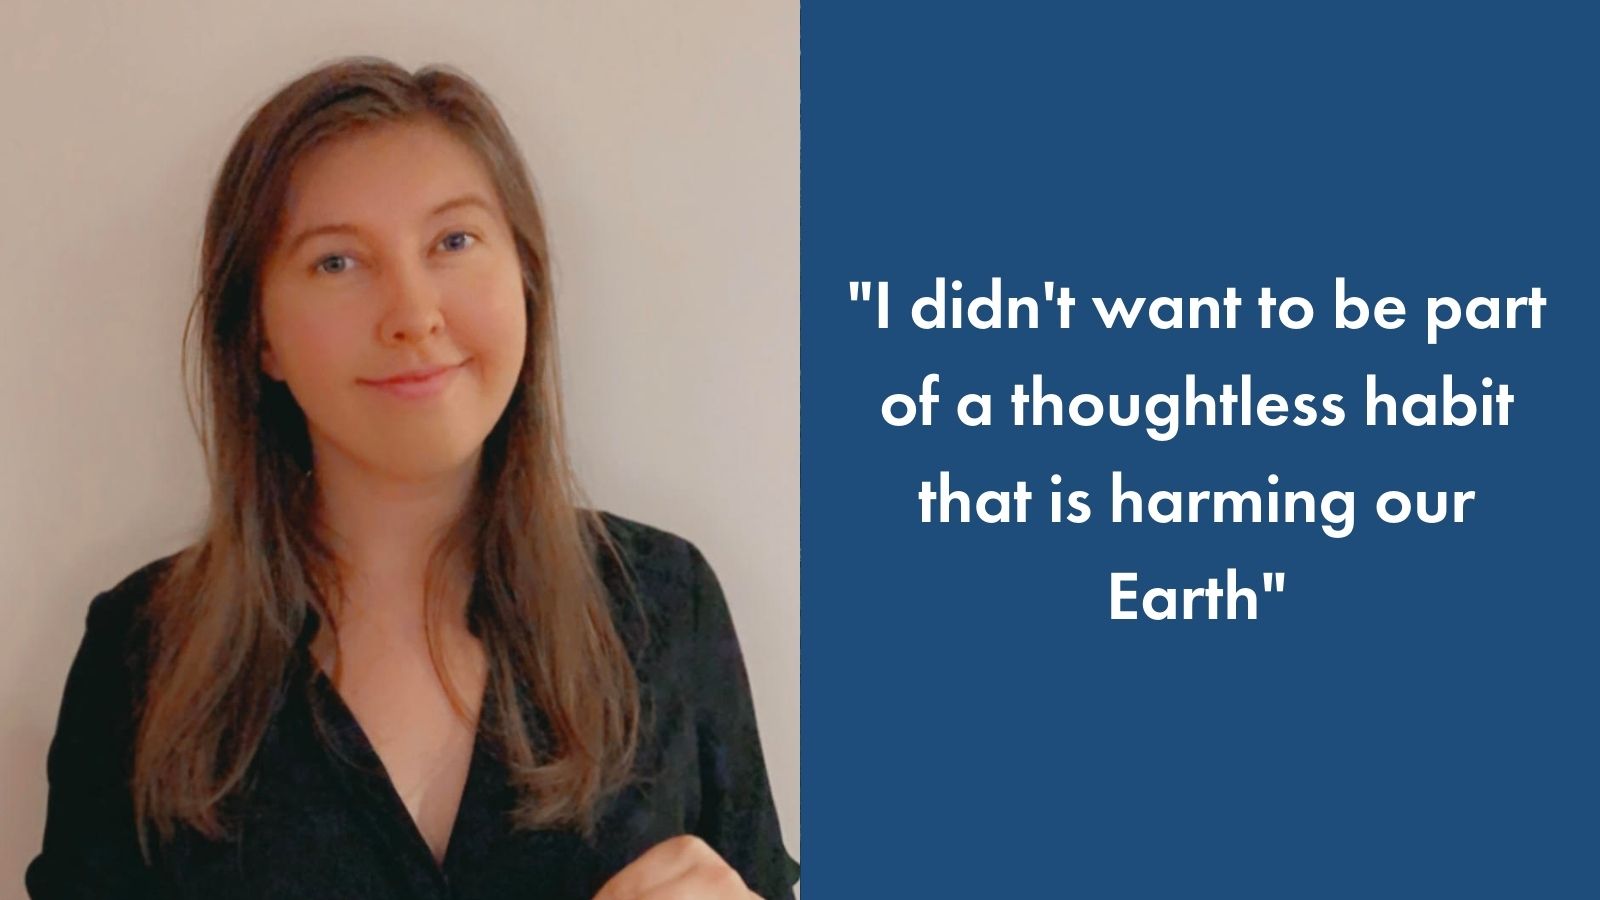 "I didn't want to be part
of a thoughtless habit
that is harming our
Earth"